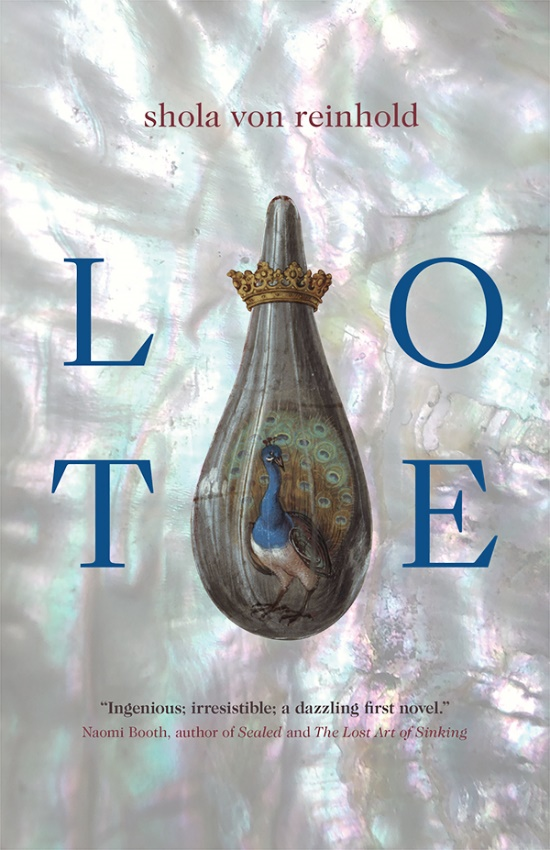 shola von reinhold
L O
T E
“Ingenious; irresistible; a dazzling first novel.”
Naomi Booth, author of Sealed and The Lost Art of Sinking